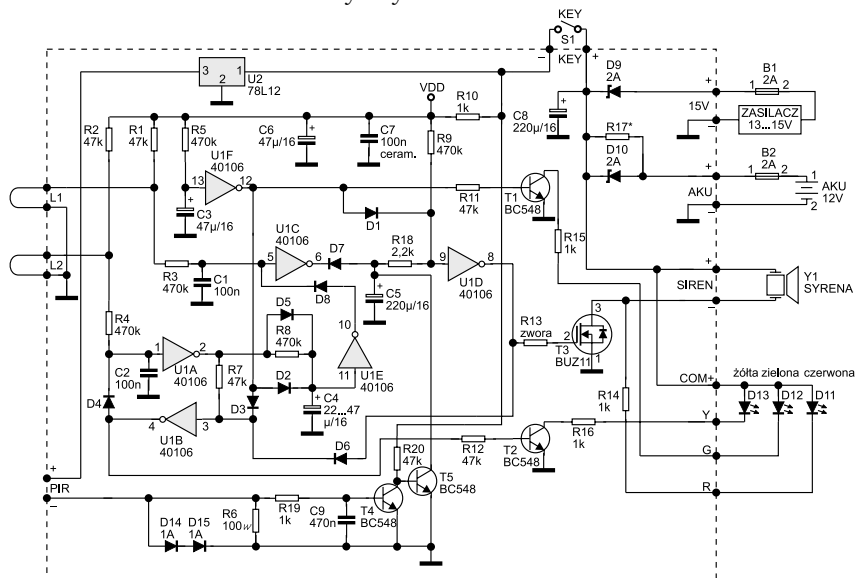 KEY
S1
KEY
−
+
3
1
2
U2
78L12
VDD
R10
1k
C8
220µ/16
+
D9
2A
+
15V
−
B1
2A
1
2
ZASILACZ
13...15V
R2
47k
R1
47k
R5
470k
C6
47µ/16
+
C7
100n
ceram.
R9
470k
R17*
D10
2A
+
AKU
−
B2
2A
1
2
1
AKU
12V
2
U1F
40106
13
12
L1
C3
47µ/16
+
D1
R11
47k
T1
BC548
R15
1k
L2
R3
470k
C1
100n
U1C
40106
5
6
D7
R18
2,2k
9
8
U1D
40106
C5
220µ/16
+
D8
+
SIREN
−
Y1
SYRENA
R4
470k
D5
R8
470k
10
11
U1E
40106
R13
zwora
3
2
1
T3
BUZ11
C2
100n
1
2
U1A
40106
R7
47k
D2
D3
C4
22...47
µ/16
+
COM+
żółta zielona czerwona
D13
D12
D11
D4
4
3
U1B
40106
D6
R14
1k
Y
R12
47k
T2
BC548
R16
1k
G
R20
47k
R
+
PIR
−
T5
BC548
T4
BC548
D14
1A
D15
1A
R6
100w
R19
1k
C9
470n